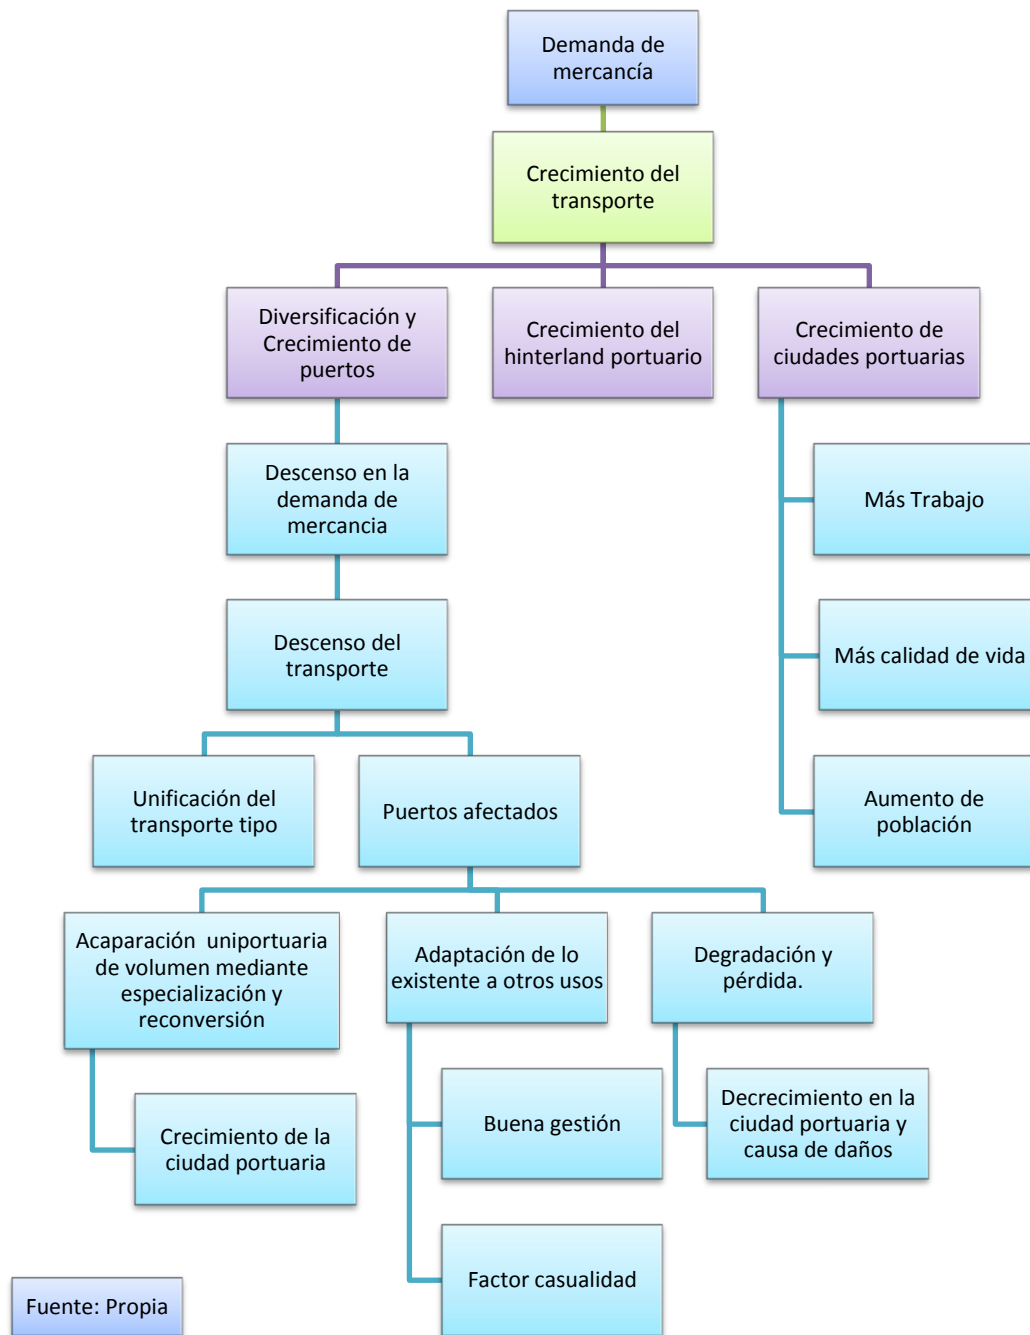 Demanda de
mercancía
Crecimiento del
transporte
Diversificación y
Crecimiento de
puertos
Crecimiento del
hinterland portuario
Crecimiento de
ciudades portuarias
Descenso en la
demanda de
mercancia
Más Trabajo
Descenso del
transporte
Más calidad de vida
Unificación del
transporte tipo
Puertos afectados
Aumento de
población
Acaparación uniportuaria
de volumen mediante
especialización y
reconversión
Adaptación de lo
existente a otros usos
Degradación y
pérdida.
Crecimiento de la
ciudad portuaria
Buena gestión
Decrecimiento en la
ciudad portuaria y
causa de daños
Factor casualidad
Fuente: Propia